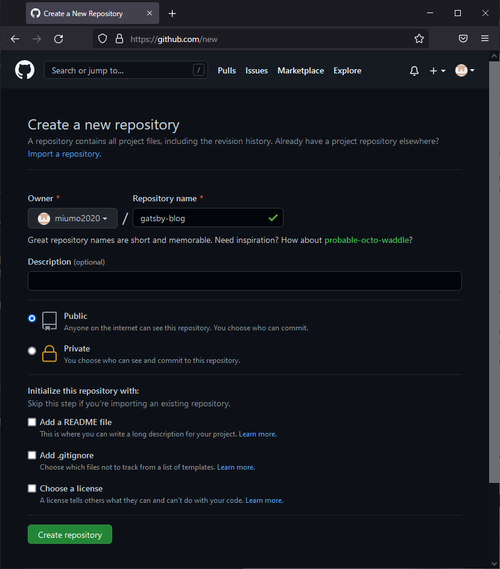 Create a New Repository
https://github.com/new
Search or jump to... /
Pulls Issues Marketplace Explore
Create a new repository
A repository contains all project files, including the revision history. Already have a project repository elsewhere?
Import a repository.
Owner * Repository name *
miumo2020 / gatsby-blog
Great repository names are short and memorable. Need inspiration? How about probable-octo-waddle?
Description (optional)
Public
Anyone on the internet can see this repository. You choose who can commit.
Private
You choose who can see and commit to this repository.
Initialize this repository with:
Skip this step if you're importing an existing repository.
Add a README file
This is where you can write a long description for your project. Learn more.
Add .gitignore
Choose which files not to track from a list of templates. Learn more.
Choose a license
A license tells others what they can and can't do with your code. Learn more.
Create repository